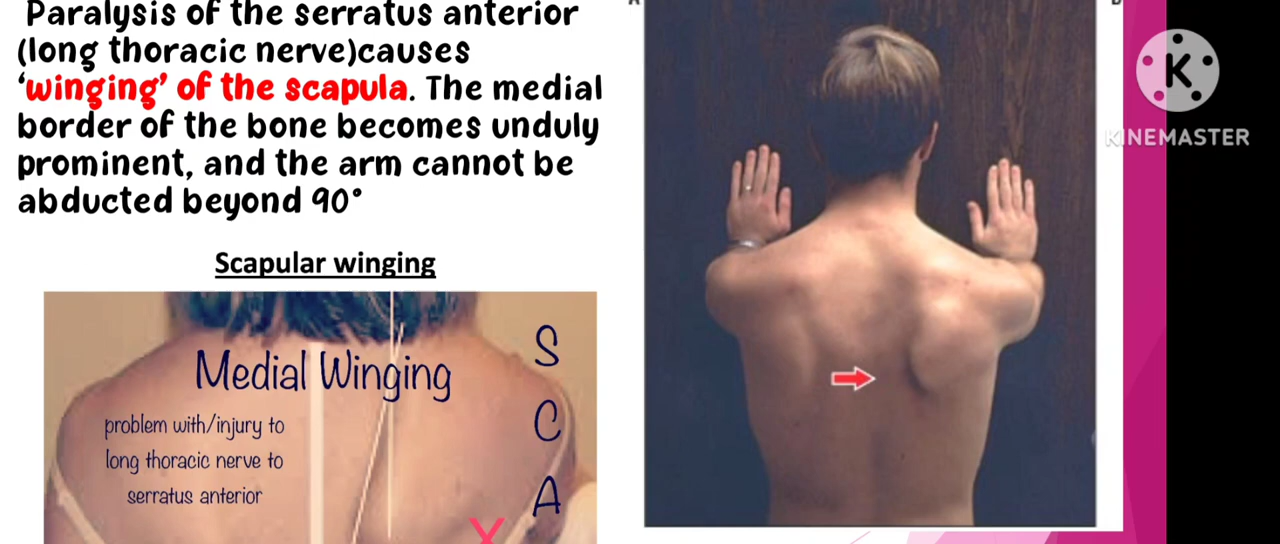 Paralysis of the serratus anterior
(long thoracic nerve)causes
‘winging’ of the scapula. The medial
border of the bone becomes unduly
prominent, and the arm cannot be
abducted beyond 90°
Scapular winging
Medial Winging
problem with/injury to
long thoracic nerve to
serratus anterior
S
C
A
X
K
KINEMASTER